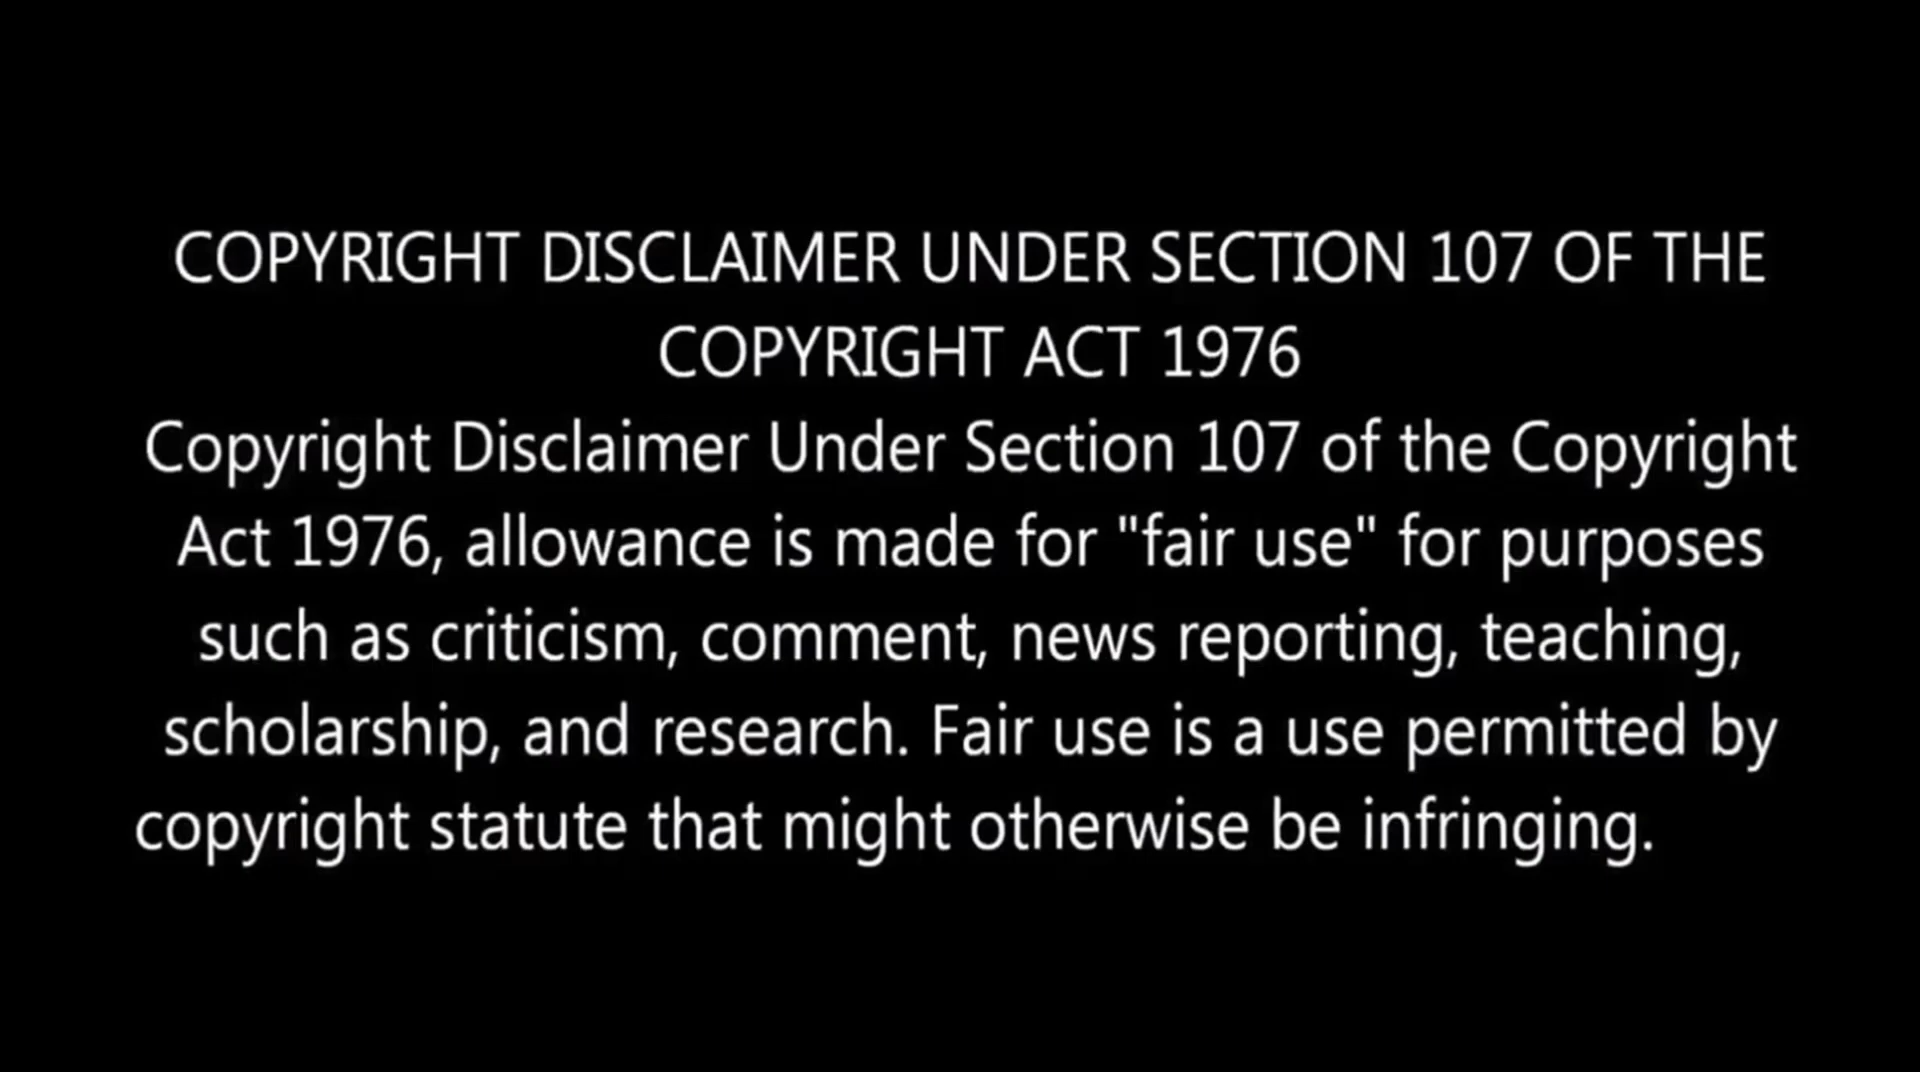 COPYRIGHT DISCLAIMER UNDER SECTION 107 OF THE
COPYRIGHT ACT 1976
Copyright Disclaimer Under Section 107 of the Copyright
Act 1976, allowance is made for "fair use" for purposes
such as criticism, comment, news reporting, teaching,
scholarship, and research. Fair use is a use permitted by
copyright statute that might otherwise be infringing.